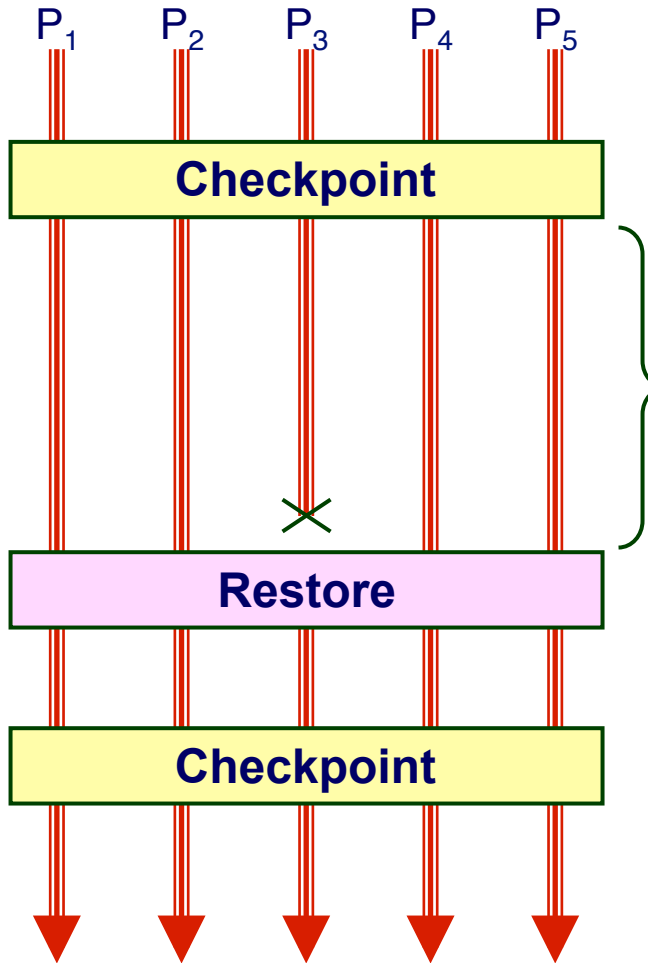 P₁ P₂ P₃ P₄ P₅
Checkpoint
Restore
Checkpoint